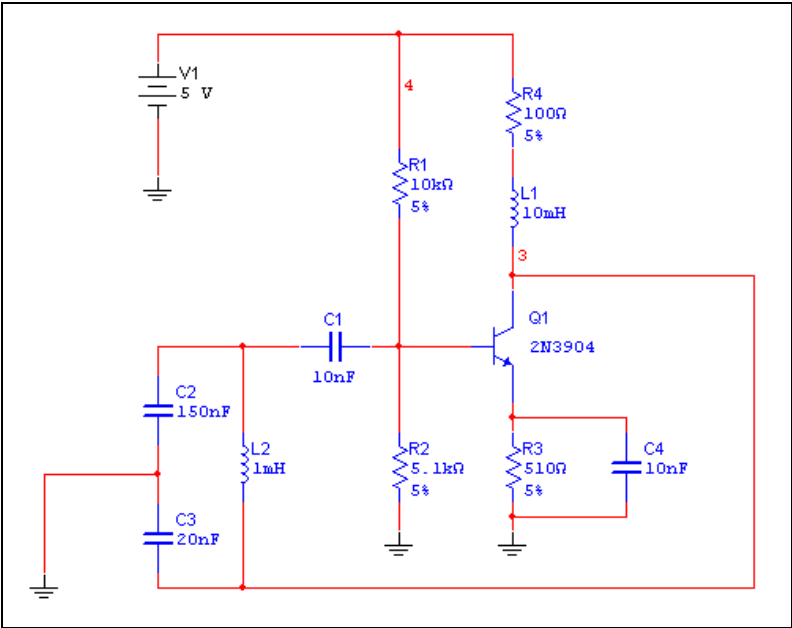 V1
5 V
4
R4
100Ω
5%
R1
10kΩ
5%
L1
10mH
3
C1
10nF
Q1
2N3904
C2
150nF
L2
1mH
R2
5.1kΩ
5%
R3
510Ω
5%
C4
10nF
C3
20nF